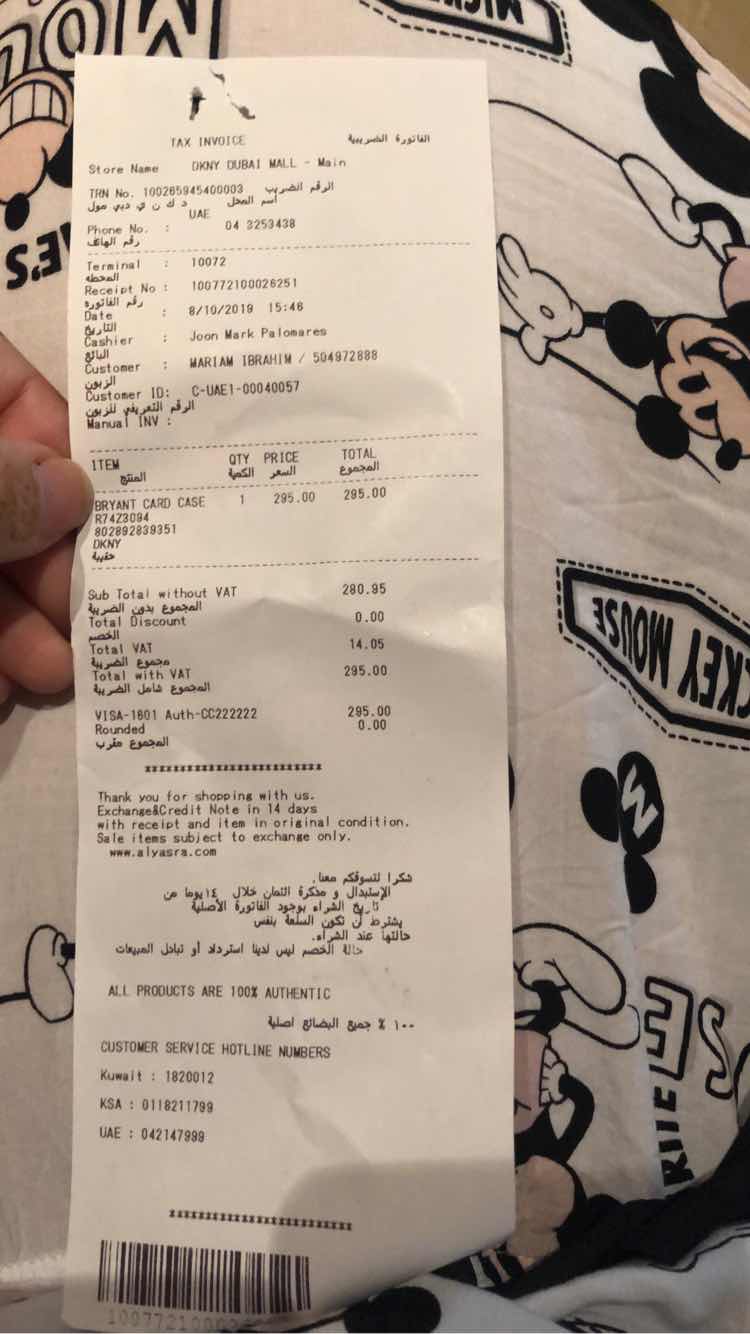 TAX INVOICE الفاتورة الضريبية
Store Name DKNY DUBAI MALL - Main
TRN No. 100265945400003 الرقم الضريب
د ك ن ي دبي مول اسم المحل
UAE
Phone No. : 04 3253438
رقم الهاتف
Terminal : 10072
المحطه
Receipt No : 100772100026251
رقم الفاتوره
Date : 8/10/2019 15:46
التاريخ
Cashier : Joon Mark Palomares
البائع
Customer : MARIAM IBRAHIM / 504972888
الزبون
Customer ID: C-UAE1-00040057
الرقم التعريفي للزبون
Manual INV :
ITEM QTY PRICE TOTAL
المنتج الكمية السعر المجموع
BRYANT CARD CASE 1 295.00 295.00
R74Z3094
802892839351
DKNY
حقيبة
Sub Total without VAT 280.95
المجموع بدون الضريبة
Total Discount 0.00
الخصم
Total VAT 14.05
مجموع الضريبة
Total with VAT 295.00
المجموع شامل الضريبة
VISA-1601 Auth-CC222222 295.00
Rounded 0.00
المجموع مقرب
Thank you for shopping with us.
Exchange&Credit Note in 14 days
with receipt and item in original condition.
Sale items subject to exchange only.
www.alyasra.com
شكرا لتسوقكم معنا.
الإستبدال و مذكرة الثمان خلال ١٤ يوما من
تاريخ الشراء بوجود الفاتورة الأصلية
يشترط أن تكون السلعة بنفس
حالتها عند الشراء.
حالة الخصم ليس لدينا استرداد أو تبادل المبيعات
ALL PRODUCTS ARE 100% AUTHENTIC
١٠٠ % جميع البضائع اصلية
CUSTOMER SERVICE HOTLINE NUMBERS
Kuwait : 1820012
KSA : 0118211799
UAE : 042147999
MICKEY MOUSE